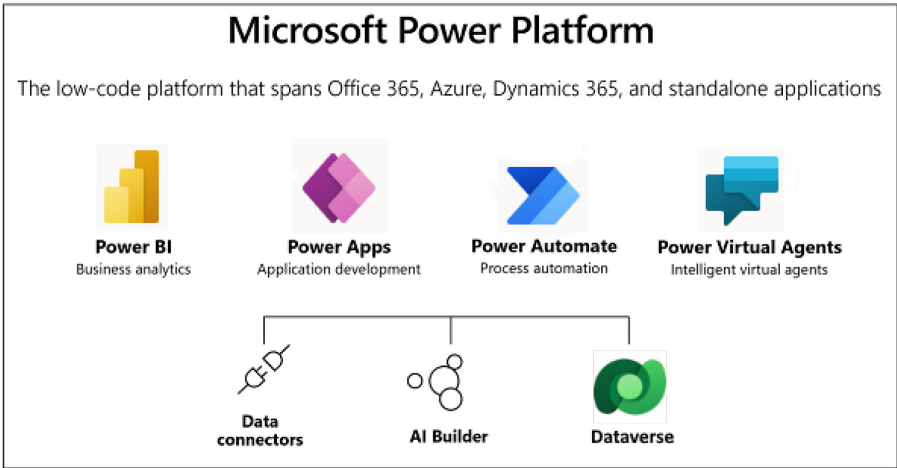 Microsoft Power Platform
The low-code platform that spans Office 365, Azure, Dynamics 365, and standalone applications
Power BI
Business analytics
Power Apps
Application development
Power Automate
Process automation
Power Virtual Agents
Intelligent virtual agents
Data
connectors
AI Builder
Dataverse